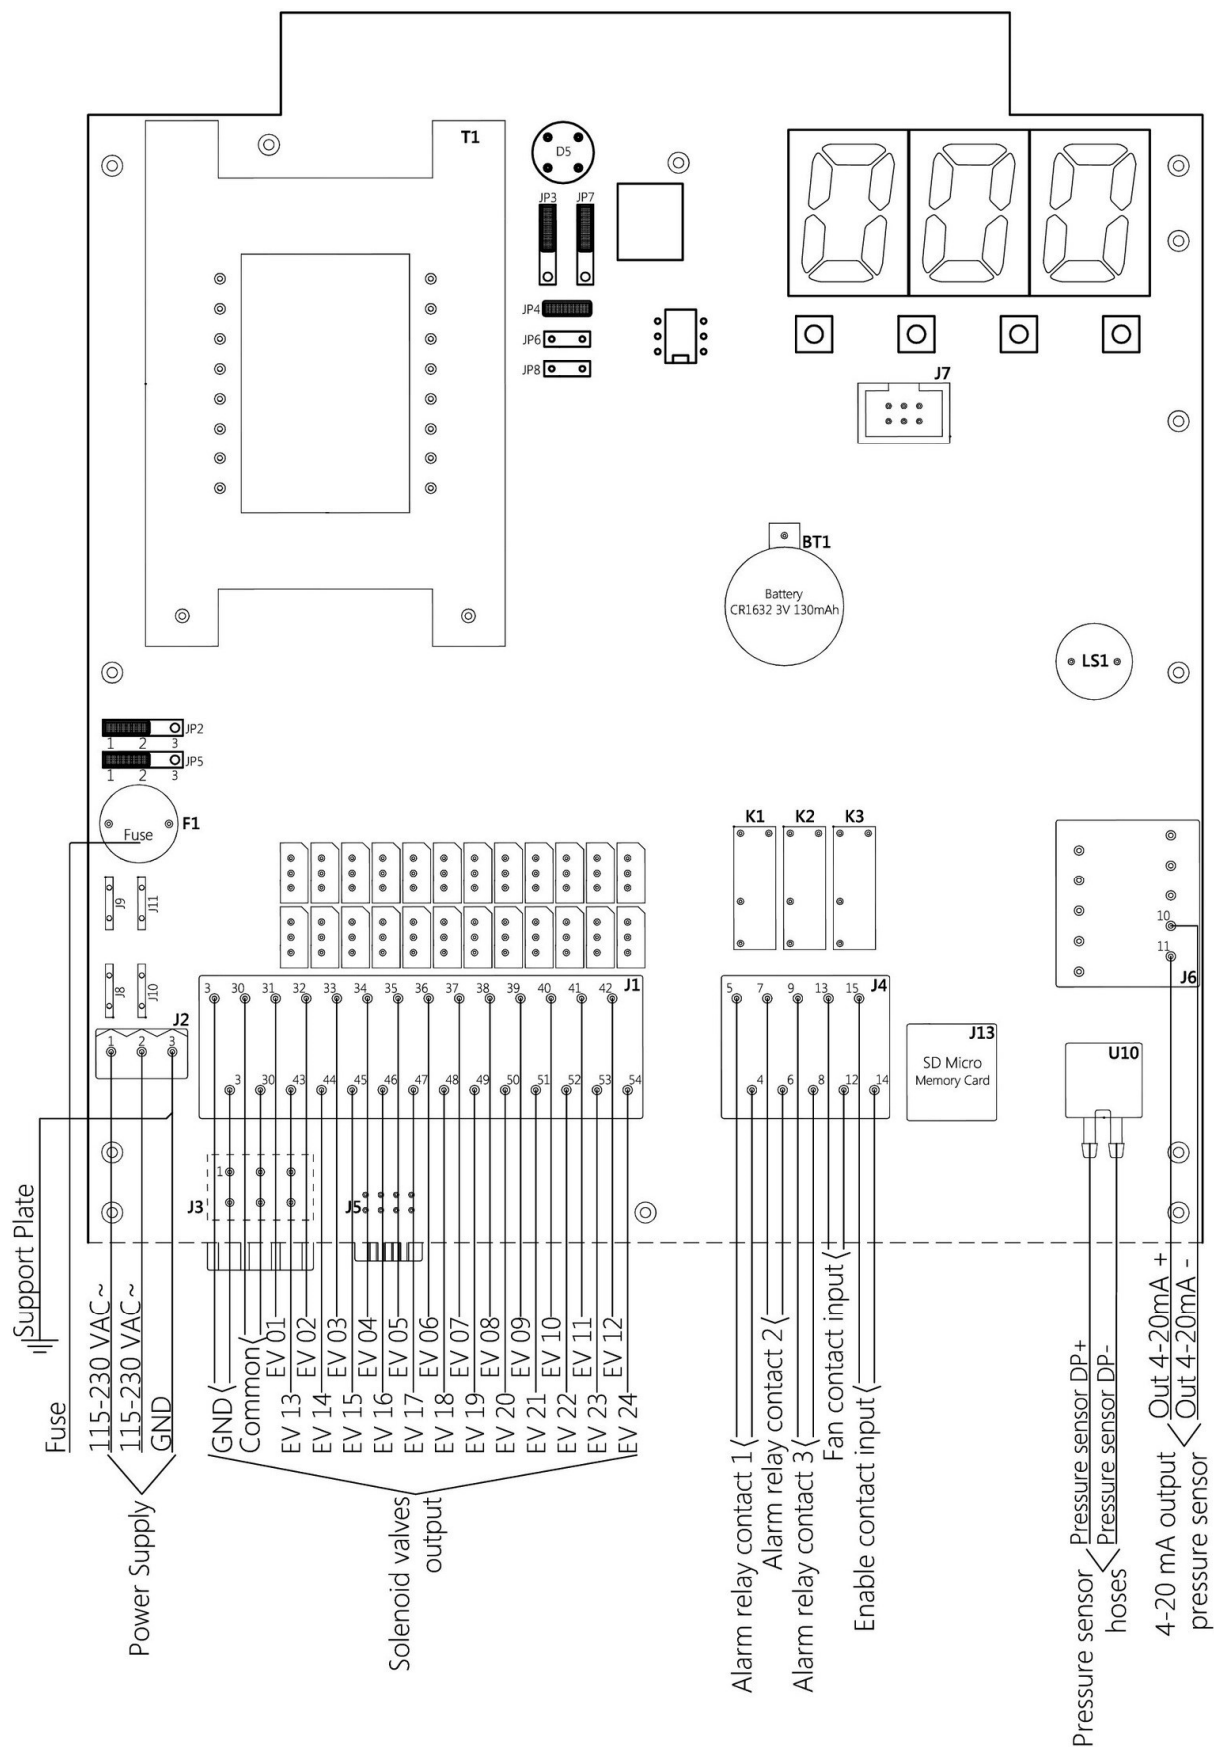 T1
D5
JP3
JP7
JP4
JP6
JP8
J7
BT1
Battery
CR1632 3V 130mAh
LS1
JP2
1 2 3
JP5
1 2 3
F1
Fuse
K1 K2 K3
J9
J11
J8
J10
10
11
J6
J2
1 2 3
J1
3 30 31 32 33 34 35 36 37 38 39 40 41 42
3 30 43 44 45 46 47 48 49 50 51 52 53 54
J4
5 7 9 13 15
4 6 8 12 14
J13
SD Micro
Memory Card
U10
J3
1
J5
Support Plate
Fuse
115-230 VAC~
115-230 VAC~
GND
Power Supply
GND
Common
EV 01
EV 13
EV 02
EV 14
EV 03
EV 15
EV 04
EV 16
EV 05
EV 17
EV 06
EV 18
EV 07
EV 19
EV 08
EV 20
EV 09
EV 21
EV 10
EV 22
EV 11
EV 23
EV 12
EV 24
Solenoid valves
output
Alarm relay contact 1
Alarm relay contact 2
Alarm relay contact 3
Fan contact input
Enable contact input
Pressure sensor DP+
Pressure sensor DP-
Pressure sensor
hoses
Out 4-20mA +
Out 4-20mA -
4-20 mA output
pressure sensor